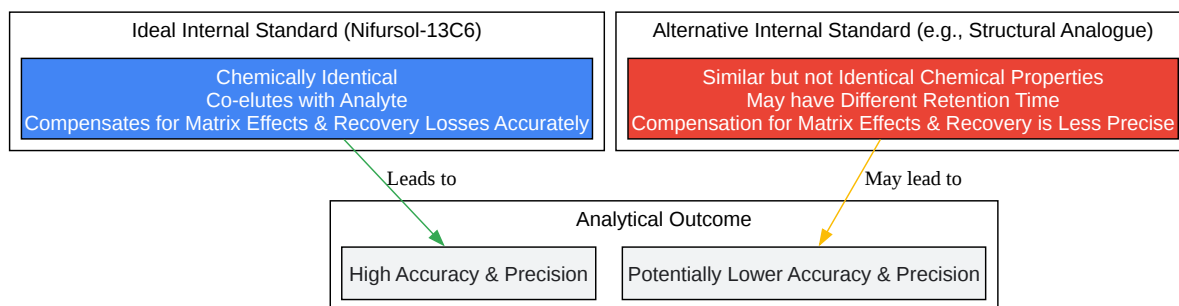 Ideal Internal Standard (Nifursol-13C6)
Chemically Identical
Co-elutes with Analyte
Compensates for Matrix Effects & Recovery Losses Accurately
Alternative Internal Standard (e.g., Structural Analogue)
Similar but not Identical Chemical Properties
May have Different Retention Time
Compensation for Matrix Effects & Recovery is Less Precise
Leads to
May lead to
Analytical Outcome
High Accuracy & Precision
Potentially Lower Accuracy & Precision